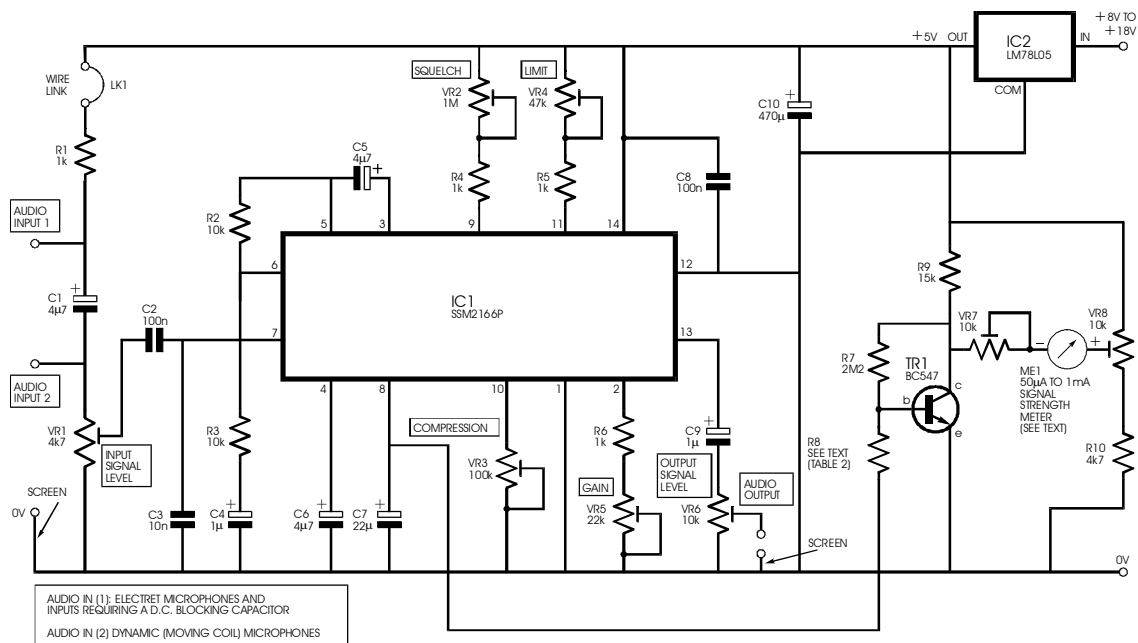 +8V TO
+18V
+5V OUT
IC2
LM78L05
IN
COM
WIRE
LINK
LK1
SQUELCH
LIMIT
VR2
1M
VR4
47k
C10
470µ
+
R1
1k
C5
4µ7
+
R4
1k
R5
1k
C8
100n
AUDIO
INPUT 1
R2
10k
5
3
9
11
14
6
12
R9
15k
+
C1
4µ7
C2
100n
IC1
SSM2166P
7
13
VR7
10k
VR8
10k
-
+
R7
2M2
TR1
BC547
c
b
e
ME1
50µA TO 1mA
SIGNAL
STRENGTH
METER
(SEE TEXT)
AUDIO
INPUT 2
4
8
10
1
2
VR1
4k7
INPUT
SIGNAL
LEVEL
R3
10k
COMPRESSION
R6
1k
+
C9
1µ
R8
SEE TEXT
(TABLE 2)
R10
4k7
VR3
100k
GAIN
OUTPUT
SIGNAL
LEVEL
AUDIO
OUTPUT
SCREEN
0V
C3
10n
+
C4
1µ
+
C6
4µ7
+
C7
22µ
VR5
22k
VR6
10k
SCREEN
0V
AUDIO IN (1): ELECTRET MICROPHONES AND
INPUTS REQUIRING A D.C. BLOCKING CAPACITOR
AUDIO IN (2) DYNAMIC (MOVING COIL) MICROPHONES